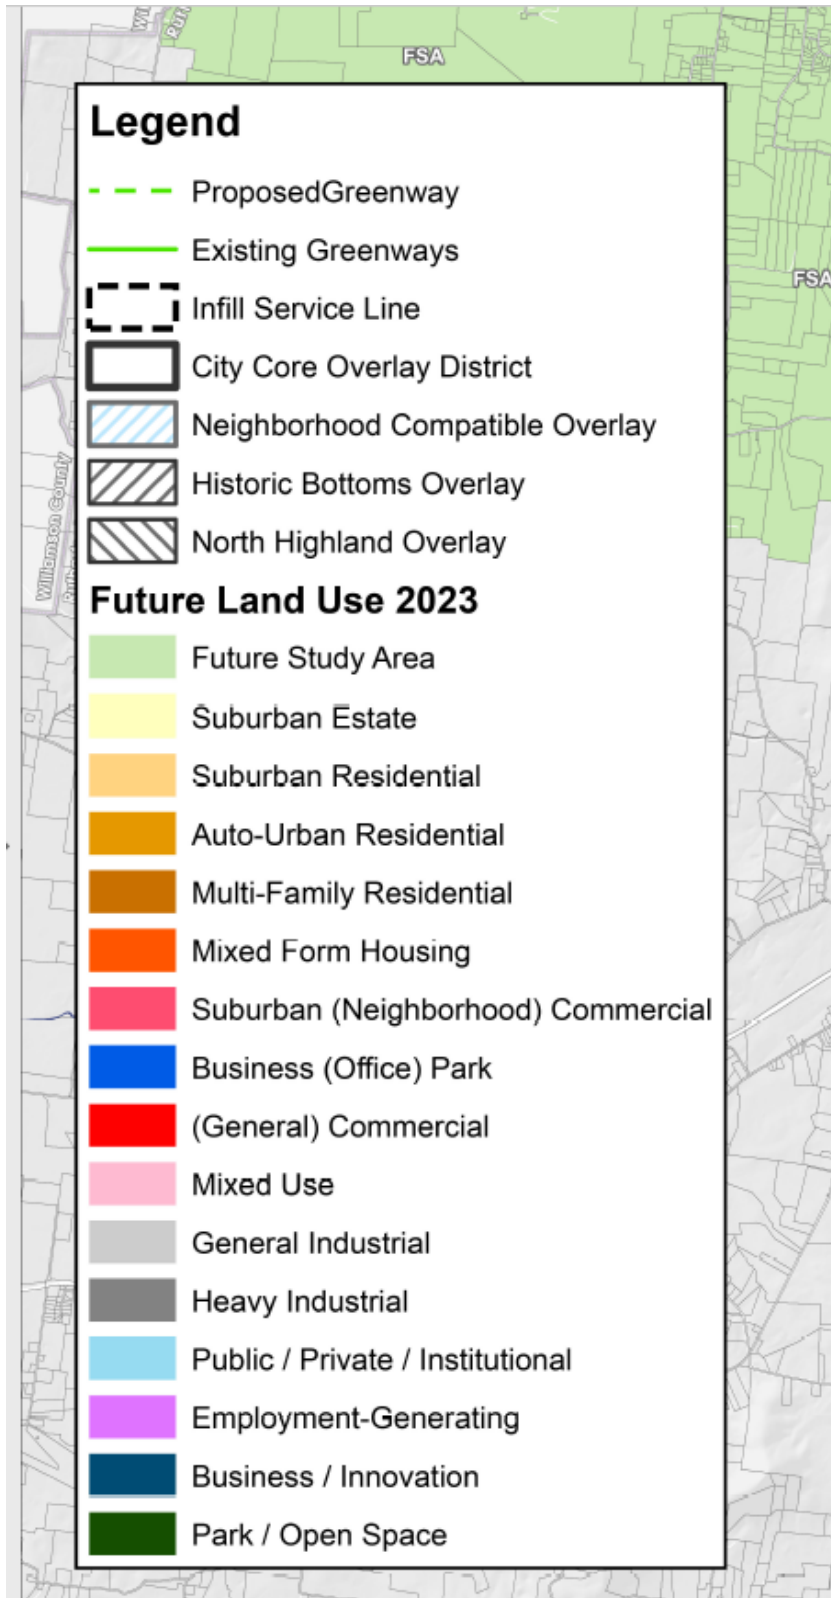 FSA
FSA
Williamson County
Legend
ProposedGreenway
Existing Greenways
Infill Service Line
City Core Overlay District
Neighborhood Compatible Overlay
Historic Bottoms Overlay
North Highland Overlay
Future Land Use 2023
Future Study Area
Suburban Estate
Suburban Residential
Auto-Urban Residential
Multi-Family Residential
Mixed Form Housing
Suburban (Neighborhood) Commercial
Business (Office) Park
(General) Commercial
Mixed Use
General Industrial
Heavy Industrial
Public / Private / Institutional
Employment-Generating
Business / Innovation
Park / Open Space